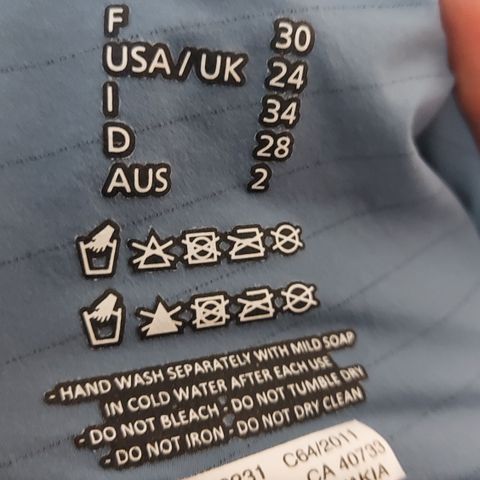 F 30
USA/UK 24
I 34
D 28
AUS 2
- HAND WASH SEPARATELY WITH MILD SOAP
IN COLD WATER AFTER EACH USE
- DO NOT BLEACH - DO NOT TUMBLE DRY
- DO NOT IRON - DO NOT DRY CLEAN
C64/2011
CA 40733